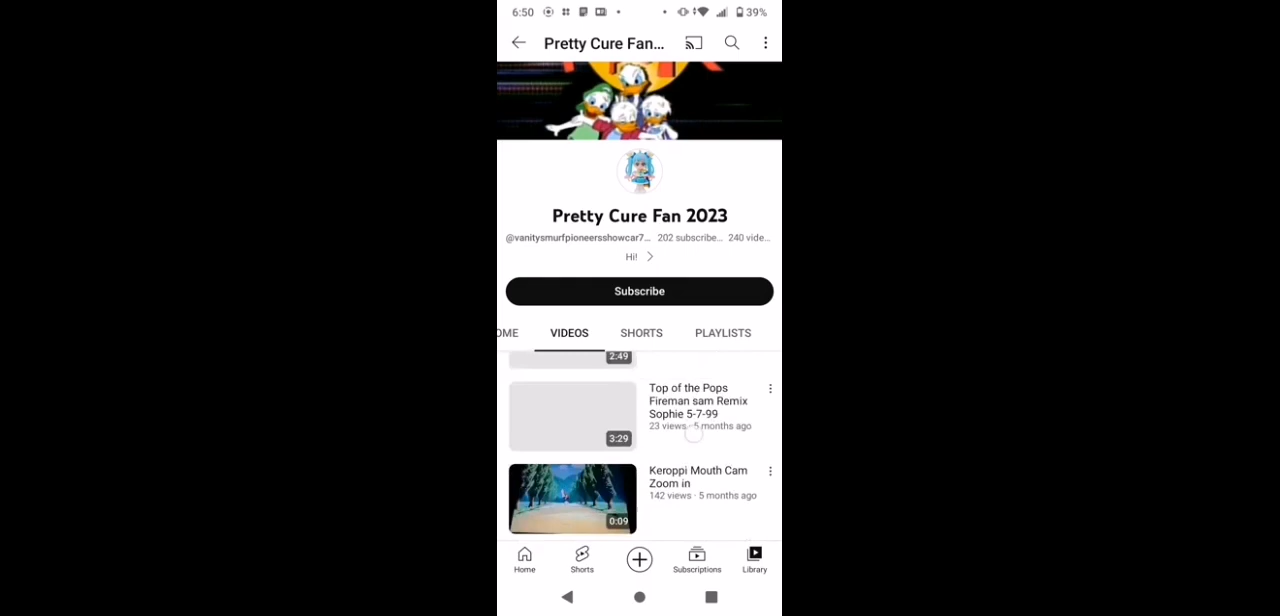 6:50
39%
Pretty Cure Fan...
Pretty Cure Fan 2023
@vanitysmurfpioneersshowcar7... 202 subscribe... 240 vide...
Hi!
Subscribe
OME VIDEOS SHORTS PLAYLISTS
2:49
Top of the Pops
Fireman sam Remix
Sophie 5-7-99
23 views · 5 months ago
3:29
Keroppi Mouth Cam
Zoom in
142 views · 5 months ago
0:09
Home Shorts Subscriptions Library